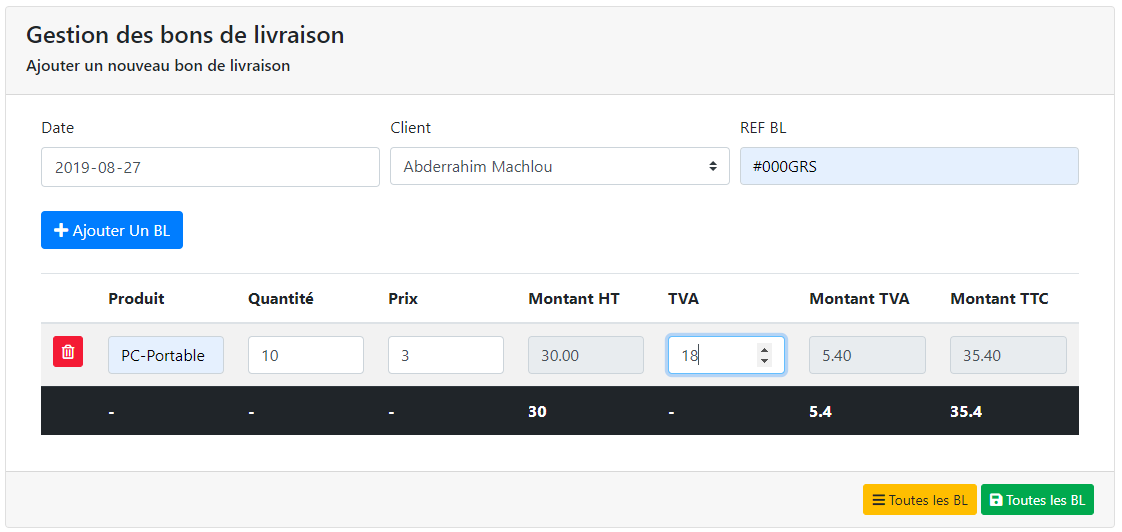 Gestion des bons de livraison
Ajouter un nouveau bon de livraison
Date Client REF BL
2019-08-27 Abderrahim Machlou #000GRS
Ajouter Un BL
Produit Quantité Prix Montant HT TVA Montant TVA Montant TTC
PC-Portable 10 3 30.00 18 5.40 35.40
- - - 30 - 5.4 35.4
Toutes les BL Toutes les BL